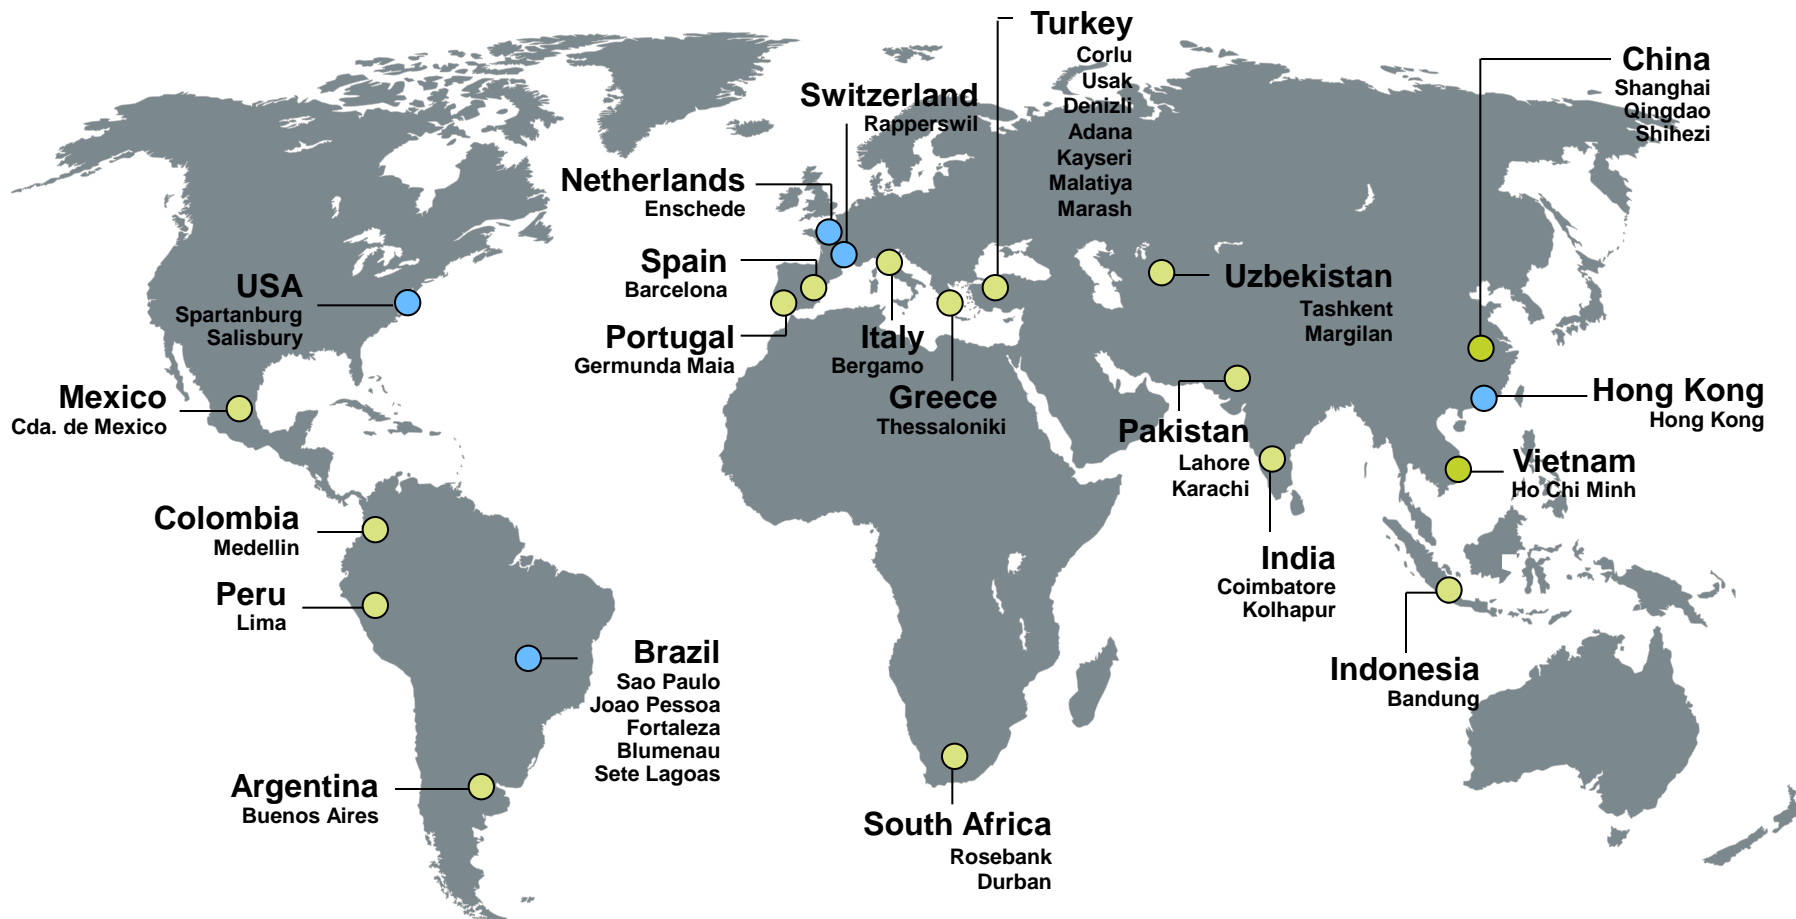 Turkey
Corlu
Usak
Denizli
Adana
Kayseri
Malatiya
Marash
China
Shanghai
Qingdao
Shihezi
Switzerland
Rapperswil
Netherlands
Enschede
Spain
Barcelona
Portugal
Germunda Maia
Italy
Bergamo
Greece
Thessaloniki
USA
Spartanburg
Salisbury
Mexico
Cda. de Mexico
Uzbekistan
Tashkent
Margilan
Pakistan
Lahore
Karachi
Hong Kong
Hong Kong
Vietnam
Ho Chi Minh
India
Coimbatore
Kolhapur
Indonesia
Bandung
Colombia
Medellin
Peru
Lima
Brazil
Sao Paulo
Joao Pessoa
Fortaleza
Blumenau
Sete Lagoas
Argentina
Buenos Aires
South Africa
Rosebank
Durban